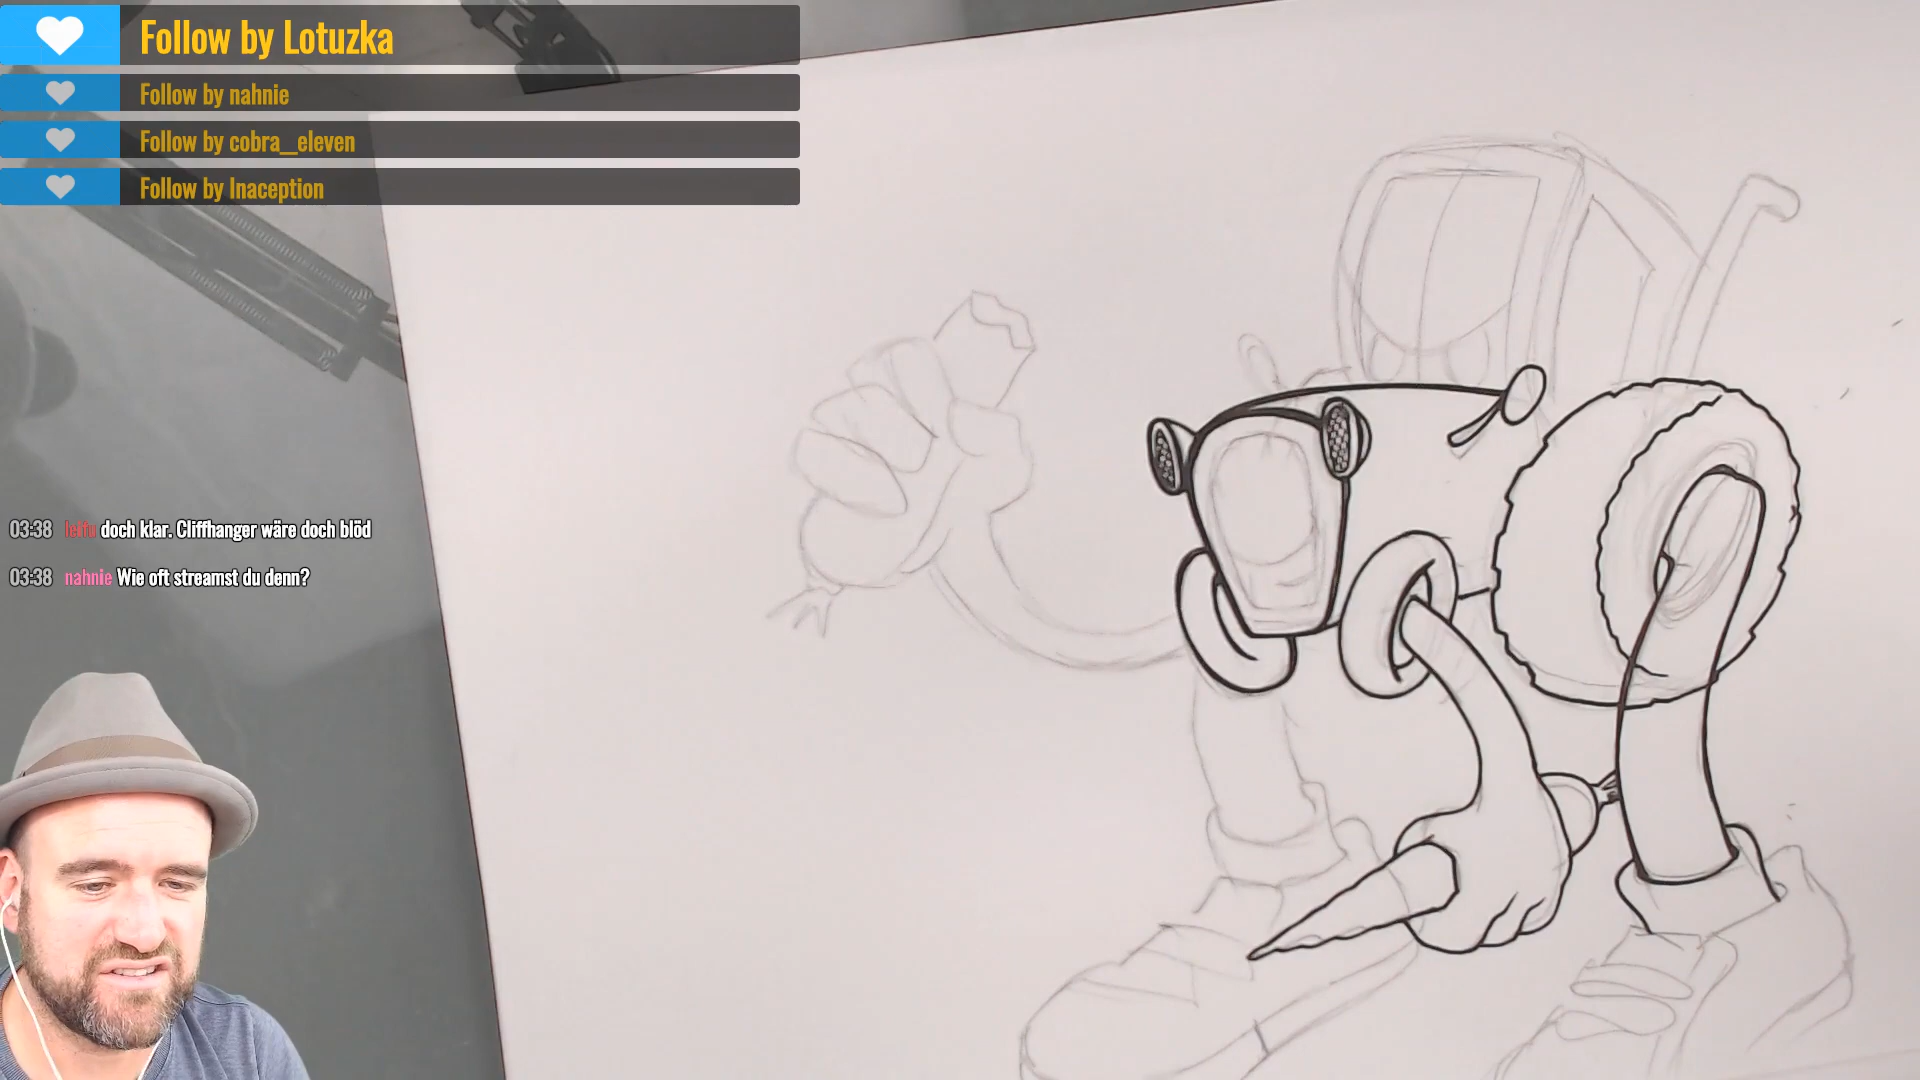 Follow by Lotuzka
Follow by nahnie
Follow by cobra__eleven
Follow by Inaception
03:38 doch klar. Cliffhanger wäre doch blöd
03:38 nahnie Wie oft streamst du denn?